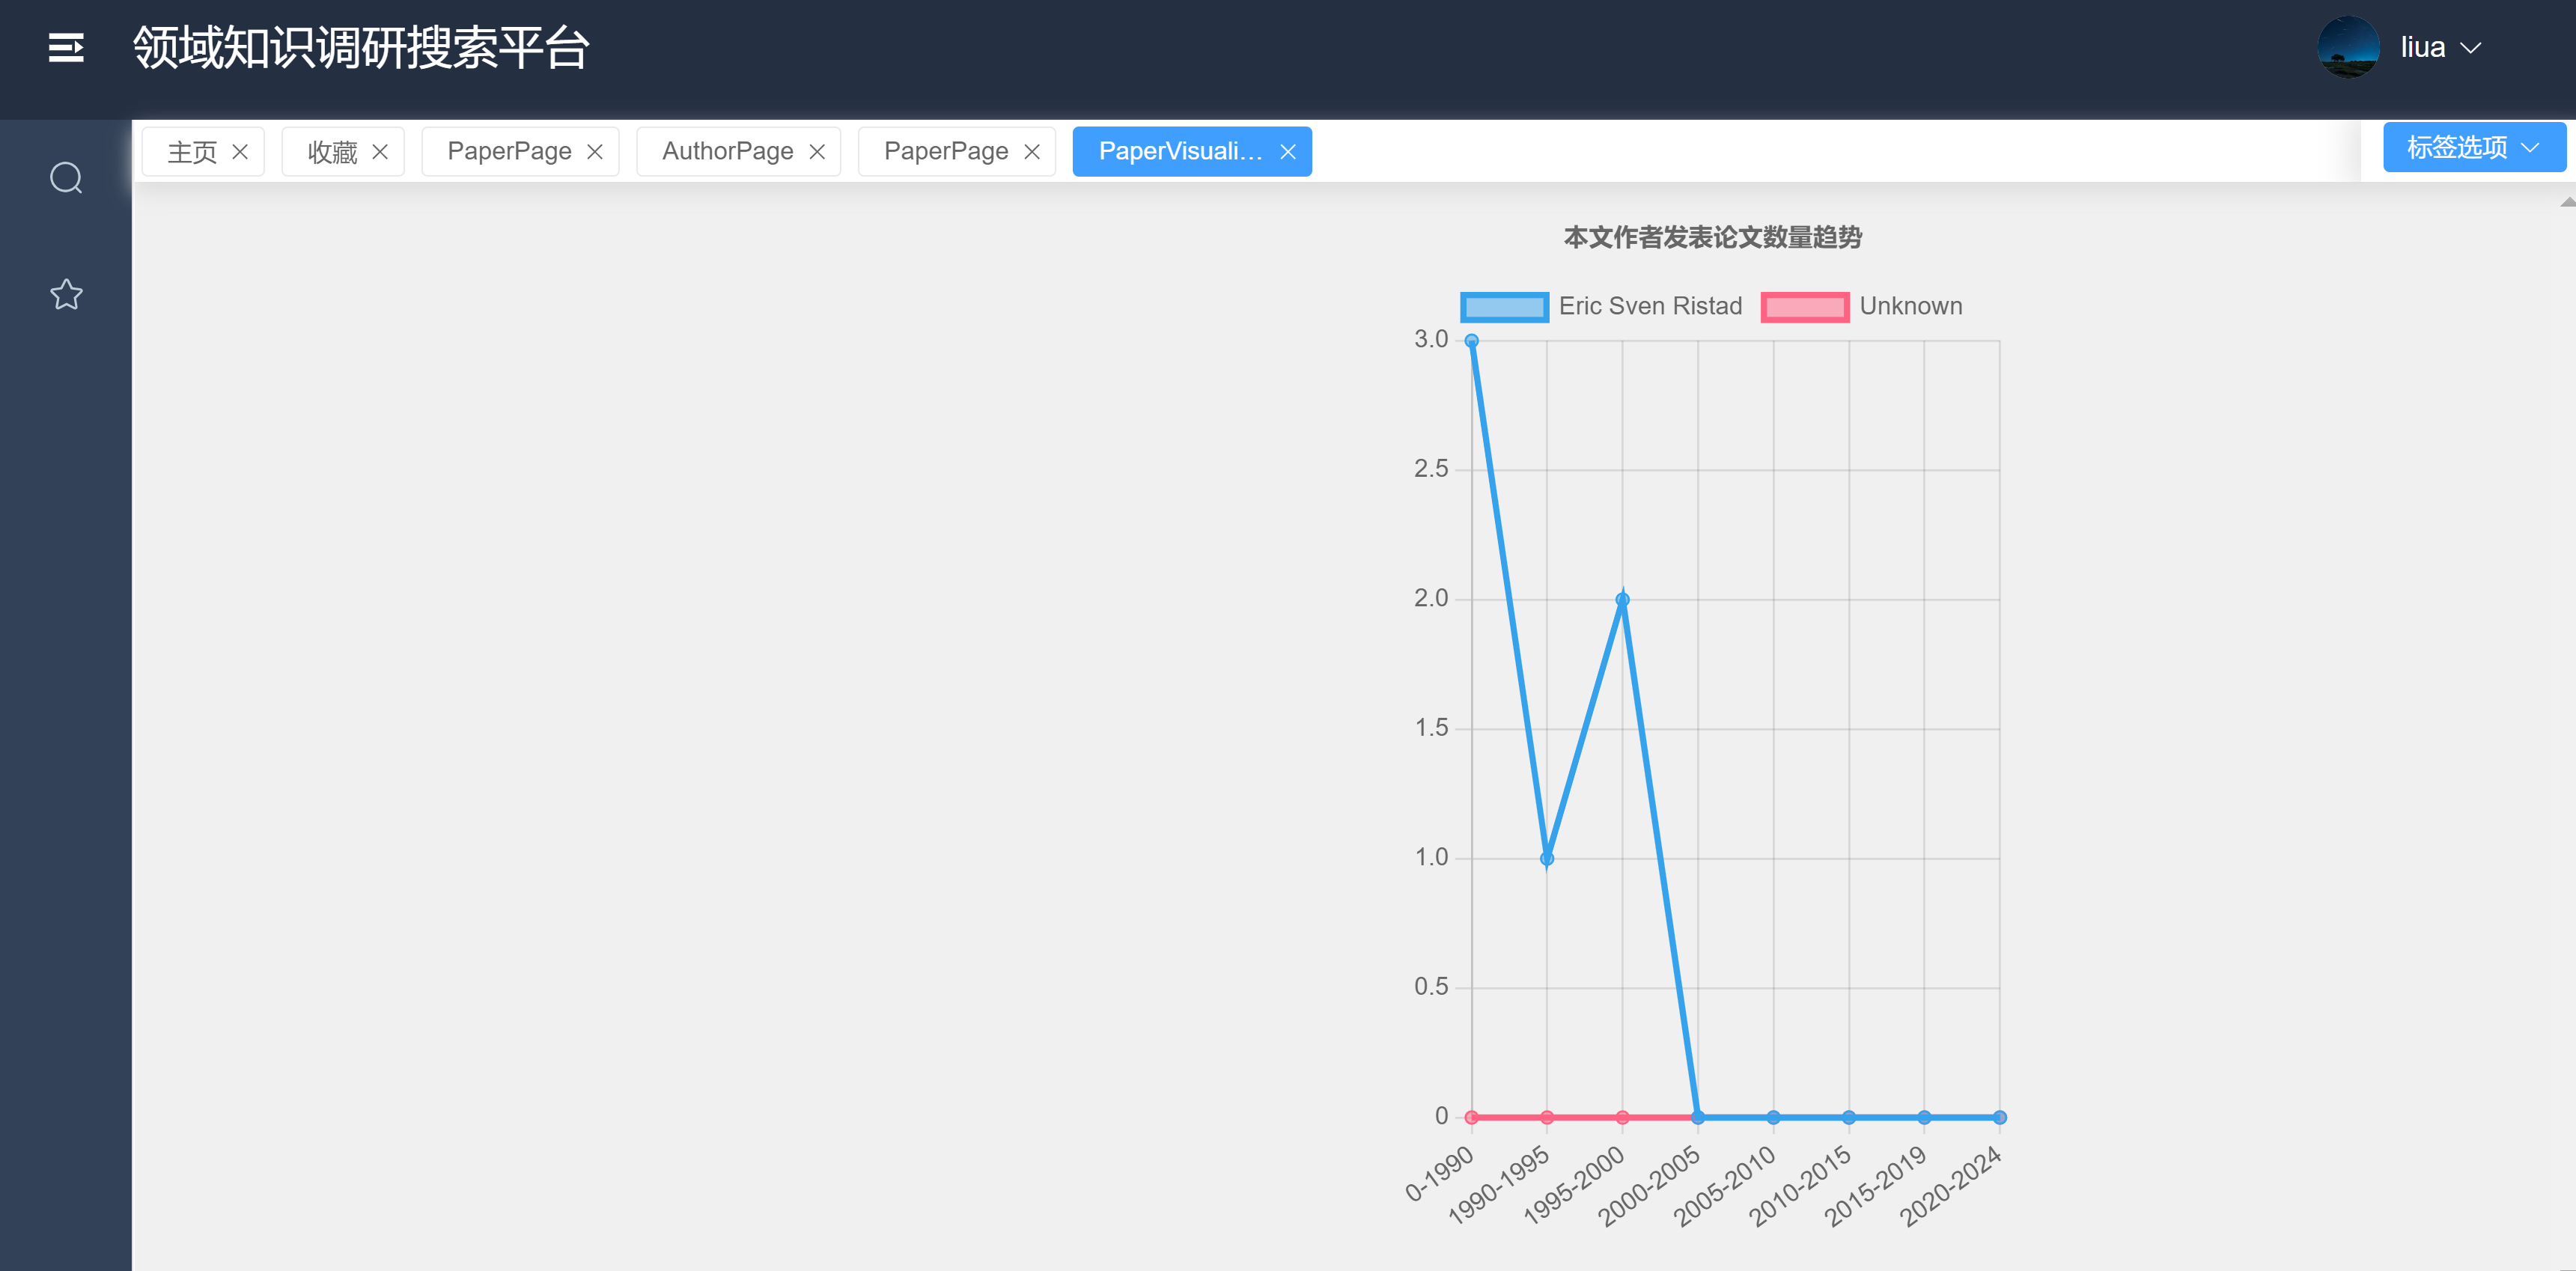 领域知识调研搜索平台
liua
主页
收藏
PaperPage
AuthorPage
PaperPage
PaperVisuali...
标签选项
本文作者发表论文数量趋势
Eric Sven Ristad
Unknown
3.0
2.5
2.0
1.5
1.0
0.5
0
0-1990
1990-1995
1995-2000
2000-2005
2005-2010
2010-2015
2015-2019
2020-2024